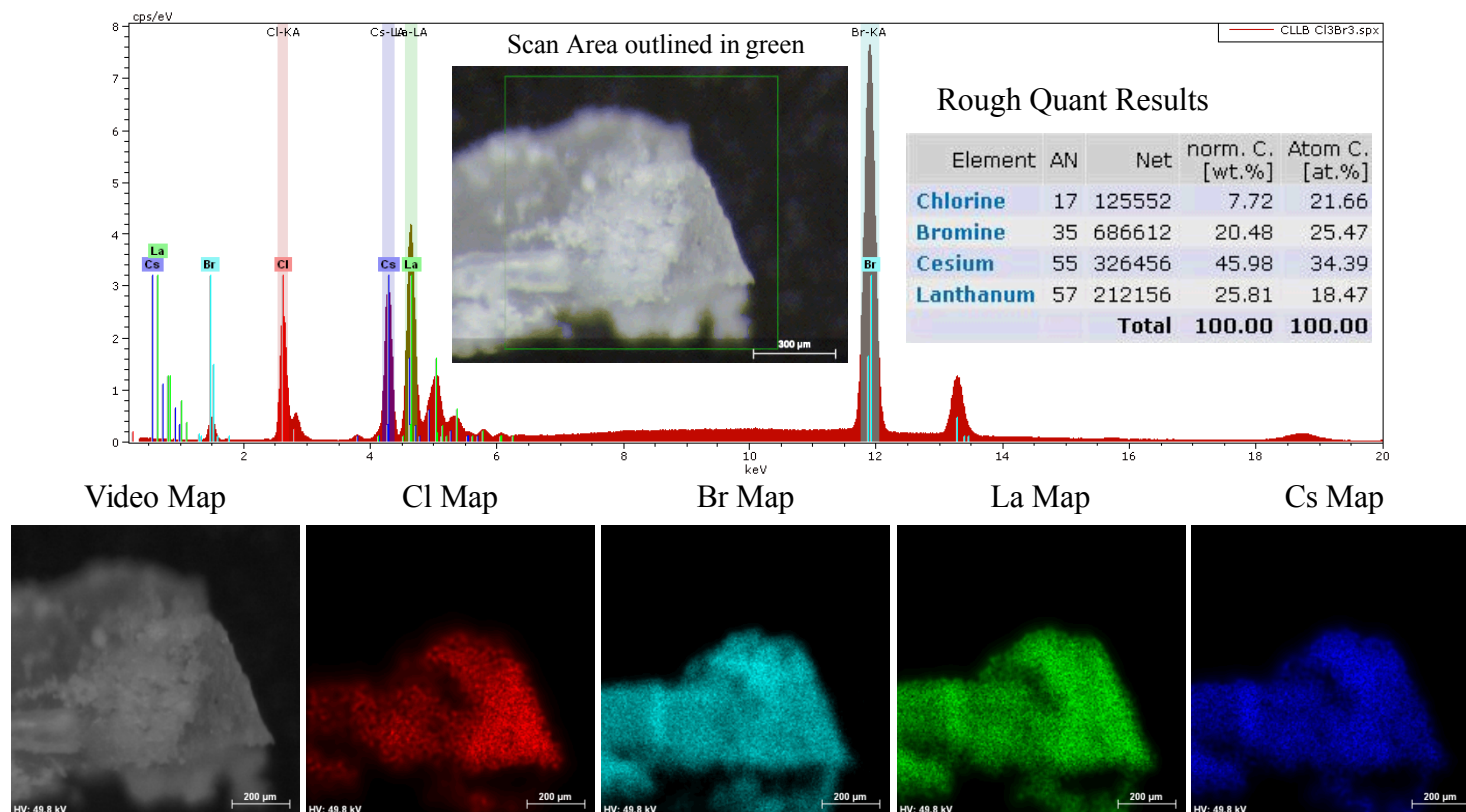 cps/eV
CLLB Cl3Br3.spx
Cl-KA
Cs-LA
La-LA
Br-KA
Scan Area outlined in green
300 µm
Rough Quant Results
Element AN Net norm. C. [wt.%] Atom C. [at.%]
Chlorine 17 125552 7.72 21.66
Bromine 35 686612 20.48 25.47
Cesium 55 326456 45.98 34.39
Lanthanum 57 212156 25.81 18.47
Total 100.00 100.00
8
7
6
5
4
3
2
1
0
La
Cs Br Cl Cs La Br
2 4 6 8 10 12 14 16 18 20
keV
Video Map Cl Map Br Map La Map Cs Map
200 µm 200 µm 200 µm 200 µm 200 µm
HV: 49.8 kV HV: 49.8 kV HV: 49.8 kV HV: 49.8 kV HV: 49.8 kV